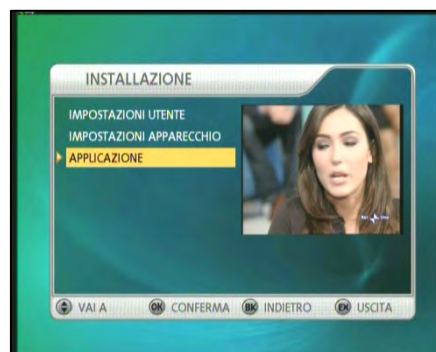 INSTALLAZIONE
IMPOSTAZIONI UTENTE
IMPOSTAZIONI APPARECCHIO
APPLICAZIONE
VAI A OK CONFERMA BK INDIETRO EX USCITA